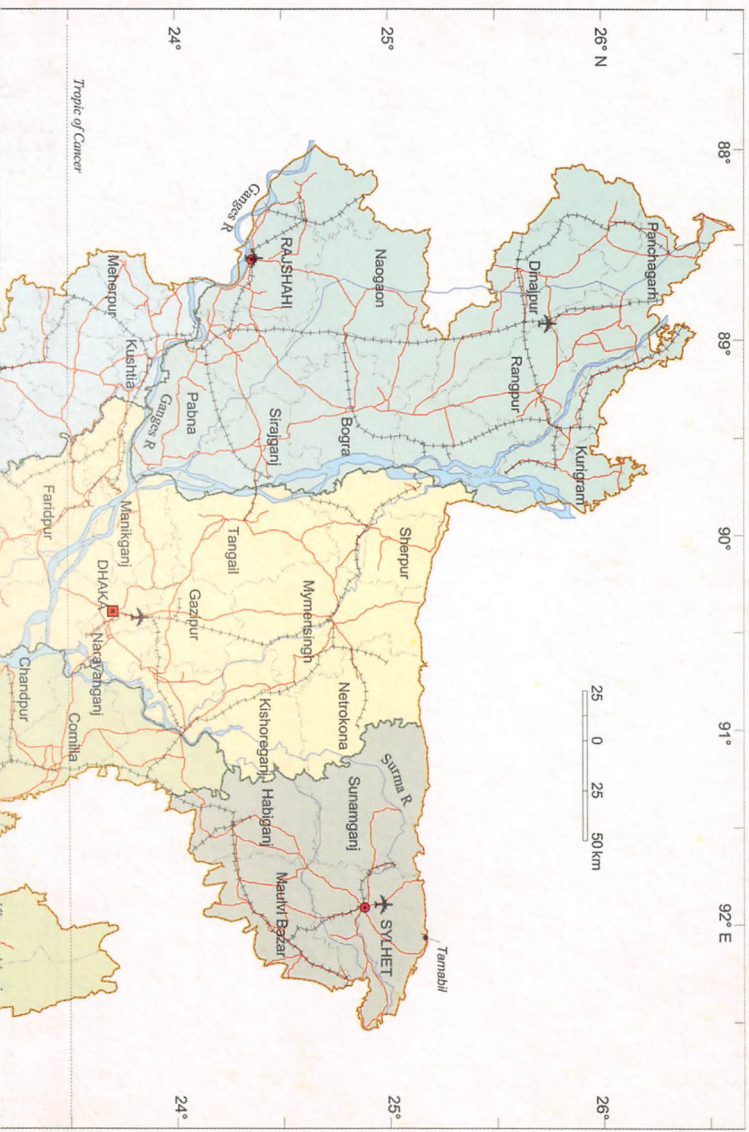 88°
89°
90°
91°
92° E
26° N
25°
24°
26°
25°
24°
Tropic of Cancer
25 0 25 50 km
Panchagarh
Dinajpur
Rangpur
Kurigram
Naogaon
Bogra
RAJSHAHI
Ganges R
Sirajganj
Pabna
Ganges R
Meherpur
Kushtia
Sherpur
Mymensingh
Netrokona
Tangail
Gazipur
Kishoreganj
Manikganj
DHAKA
Narayanganj
Faridpur
Chandpur
Comilla
Surma R
Sunamganj
Habiganj
Maulvi Bazar
SYLHET
Tamabil